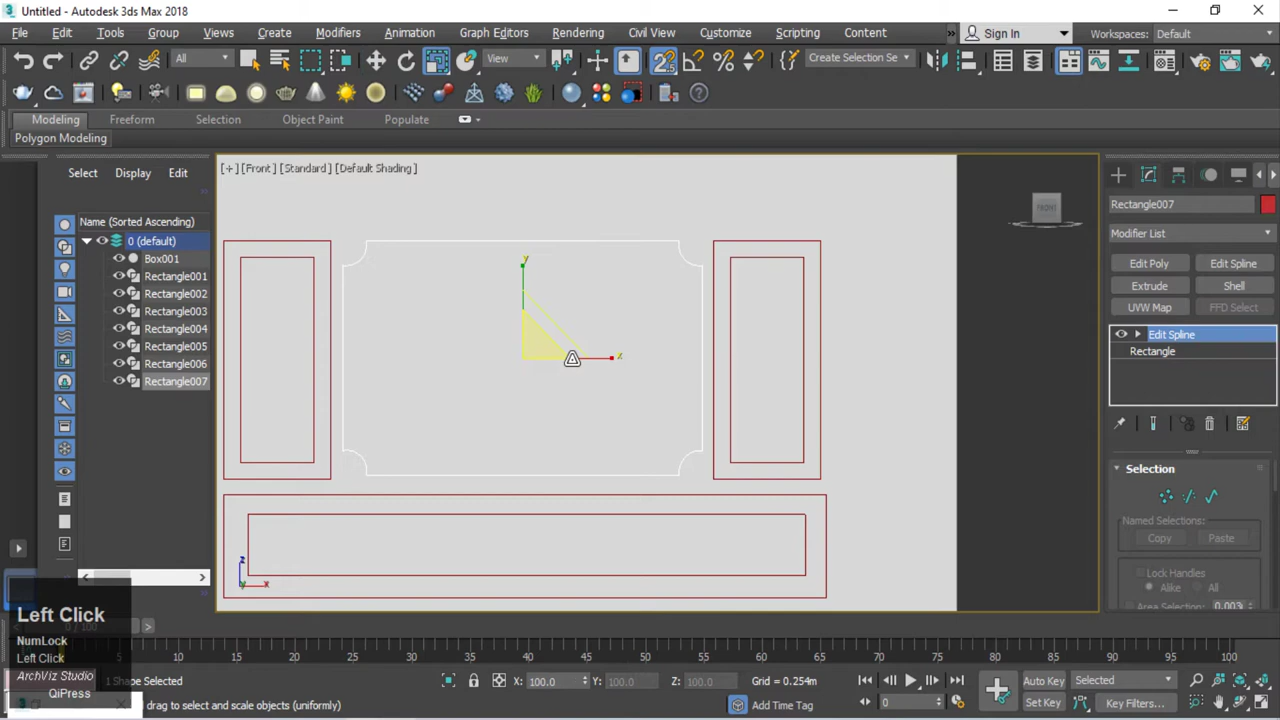 Untitled - Autodesk 3ds Max 2018
File Edit Tools Group Views Create Modifiers Animation Graph Editors Rendering Civil View Customize Scripting Content » Sign In Workspaces: Default
All View Create Selection Se
Modeling Freeform Selection Object Paint Populate
Polygon Modeling
Select Display Edit
[+] [Front] [Standard] [Default Shading]
FRONT
Name (Sorted Ascending)
0 (default)
Box001
Rectangle001
Rectangle002
Rectangle003
Rectangle004
Rectangle005
Rectangle006
Rectangle007
y
x
z
y x
Rectangle007
Modifier List
Edit Poly Edit Spline
Extrude Shell
UVW Map FFD Select
Edit Spline
Rectangle
Selection
Named Selections:
Copy Paste
Lock Handles
Alike All
Area Selection: 0.003
Left Click
NumLock
Left Click
ArchViz Studio
QiPress
0 / 100
5 10 15 20 25 30 35 40 45 50 55 60 65 70 75 80 85 90 95 100
1 Shape Selected X: 100.0 Y: 100.0 Z: 100.0 Grid = 0.254m Auto Key Selected
drag to select and scale objects (uniformly) Add Time Tag 0 Set Key Key Filters...